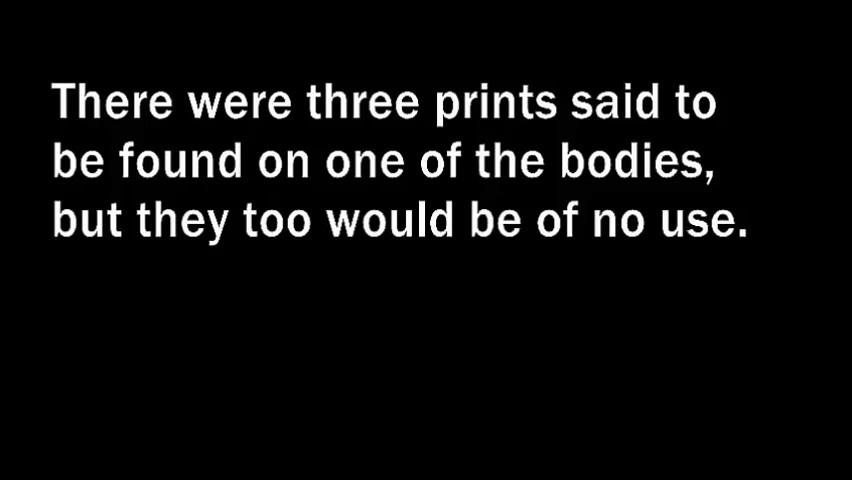 There were three prints said to
be found on one of the bodies,
but they too would be of no use.